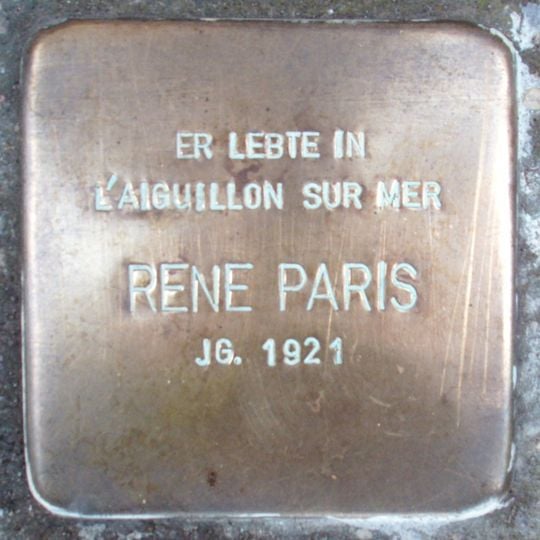 ER LEBTE IN
L'AIGUILLON SUR MER
RENE PARIS
JG. 1921